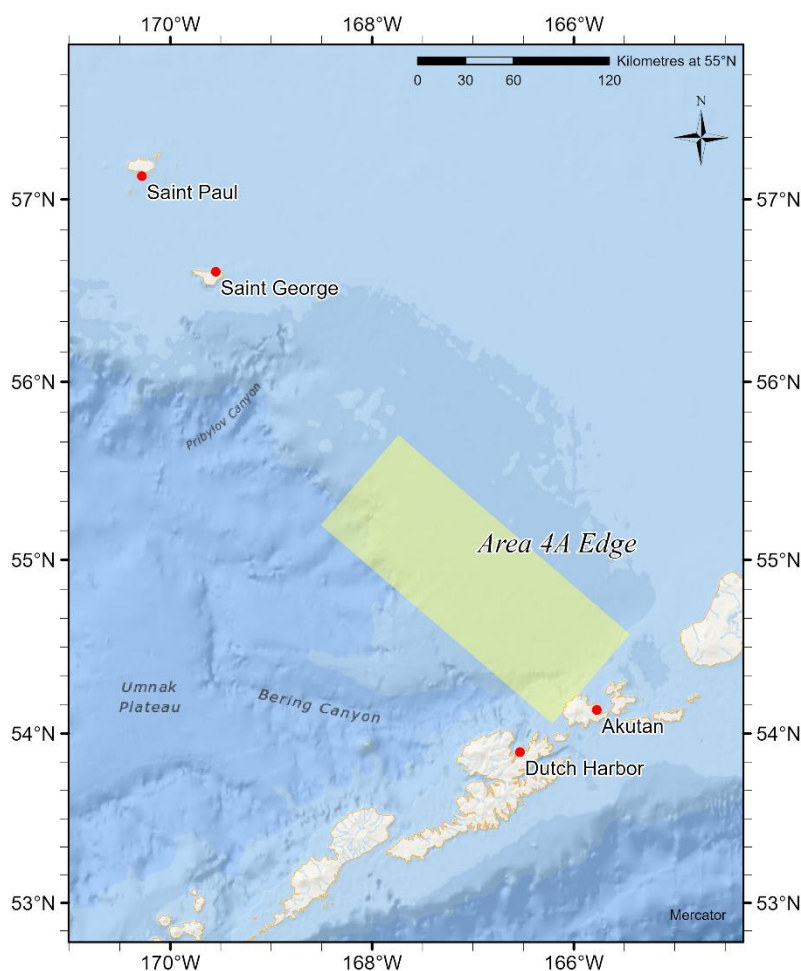 170°W 168°W 166°W
Kilometres at 55°N
0 30 60 120
N
57°N 57°N
Saint Paul
Saint George
56°N 56°N
Pribylov Canyon
55°N 55°N
Area 4A Edge
Umnak
Plateau
Bering Canyon
54°N 54°N
Akutan
Dutch Harbor
53°N 53°N
Mercator
170°W 168°W 166°W